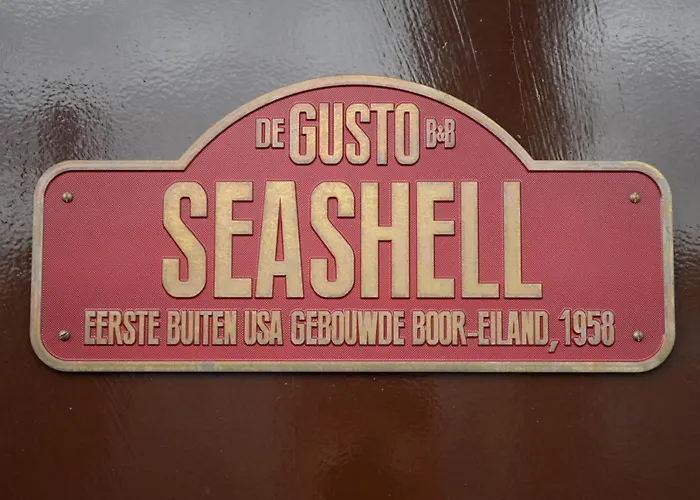 DE GUSTO B&B
SEASHELL
EERSTE BUITEN USA GEBOUWDE BOOR-EILAND, 1958